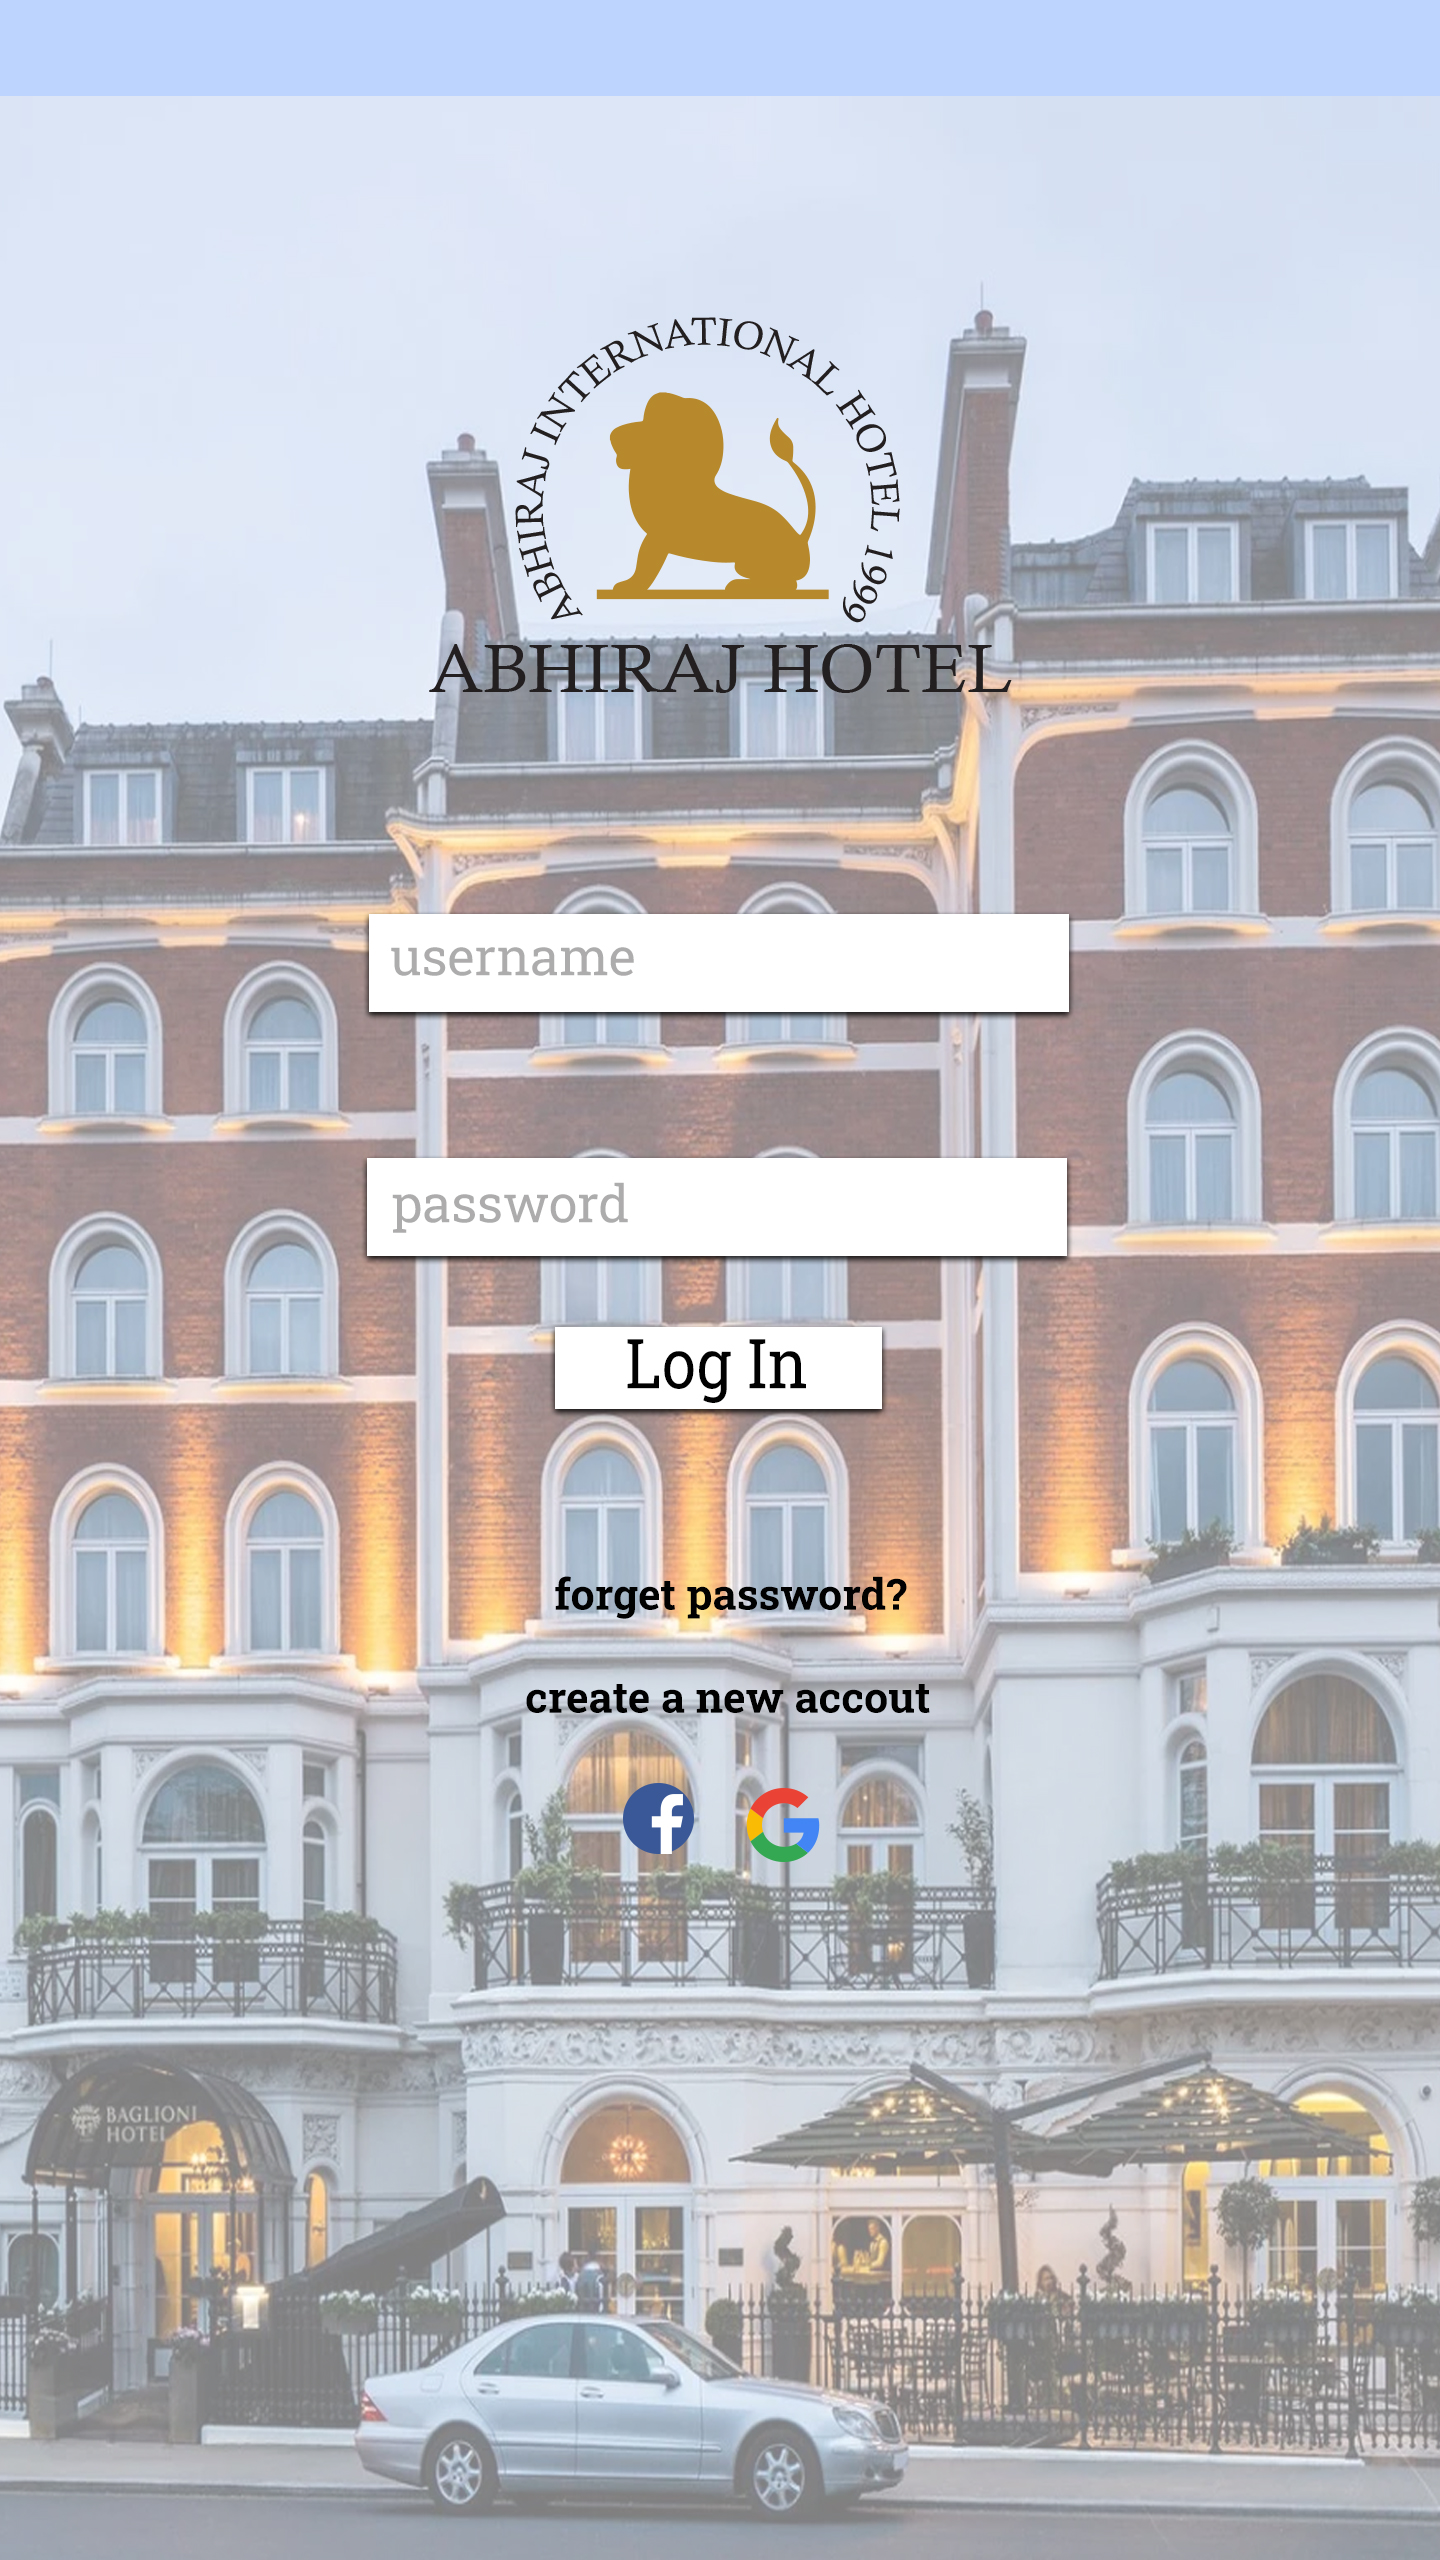 ABHIRAJ INTERNATIONAL HOTEL 1999
ABHIRAJ HOTEL
username
password
Log In
forget password?
create a new accout
f
G
BAGLIONI
HOTEL